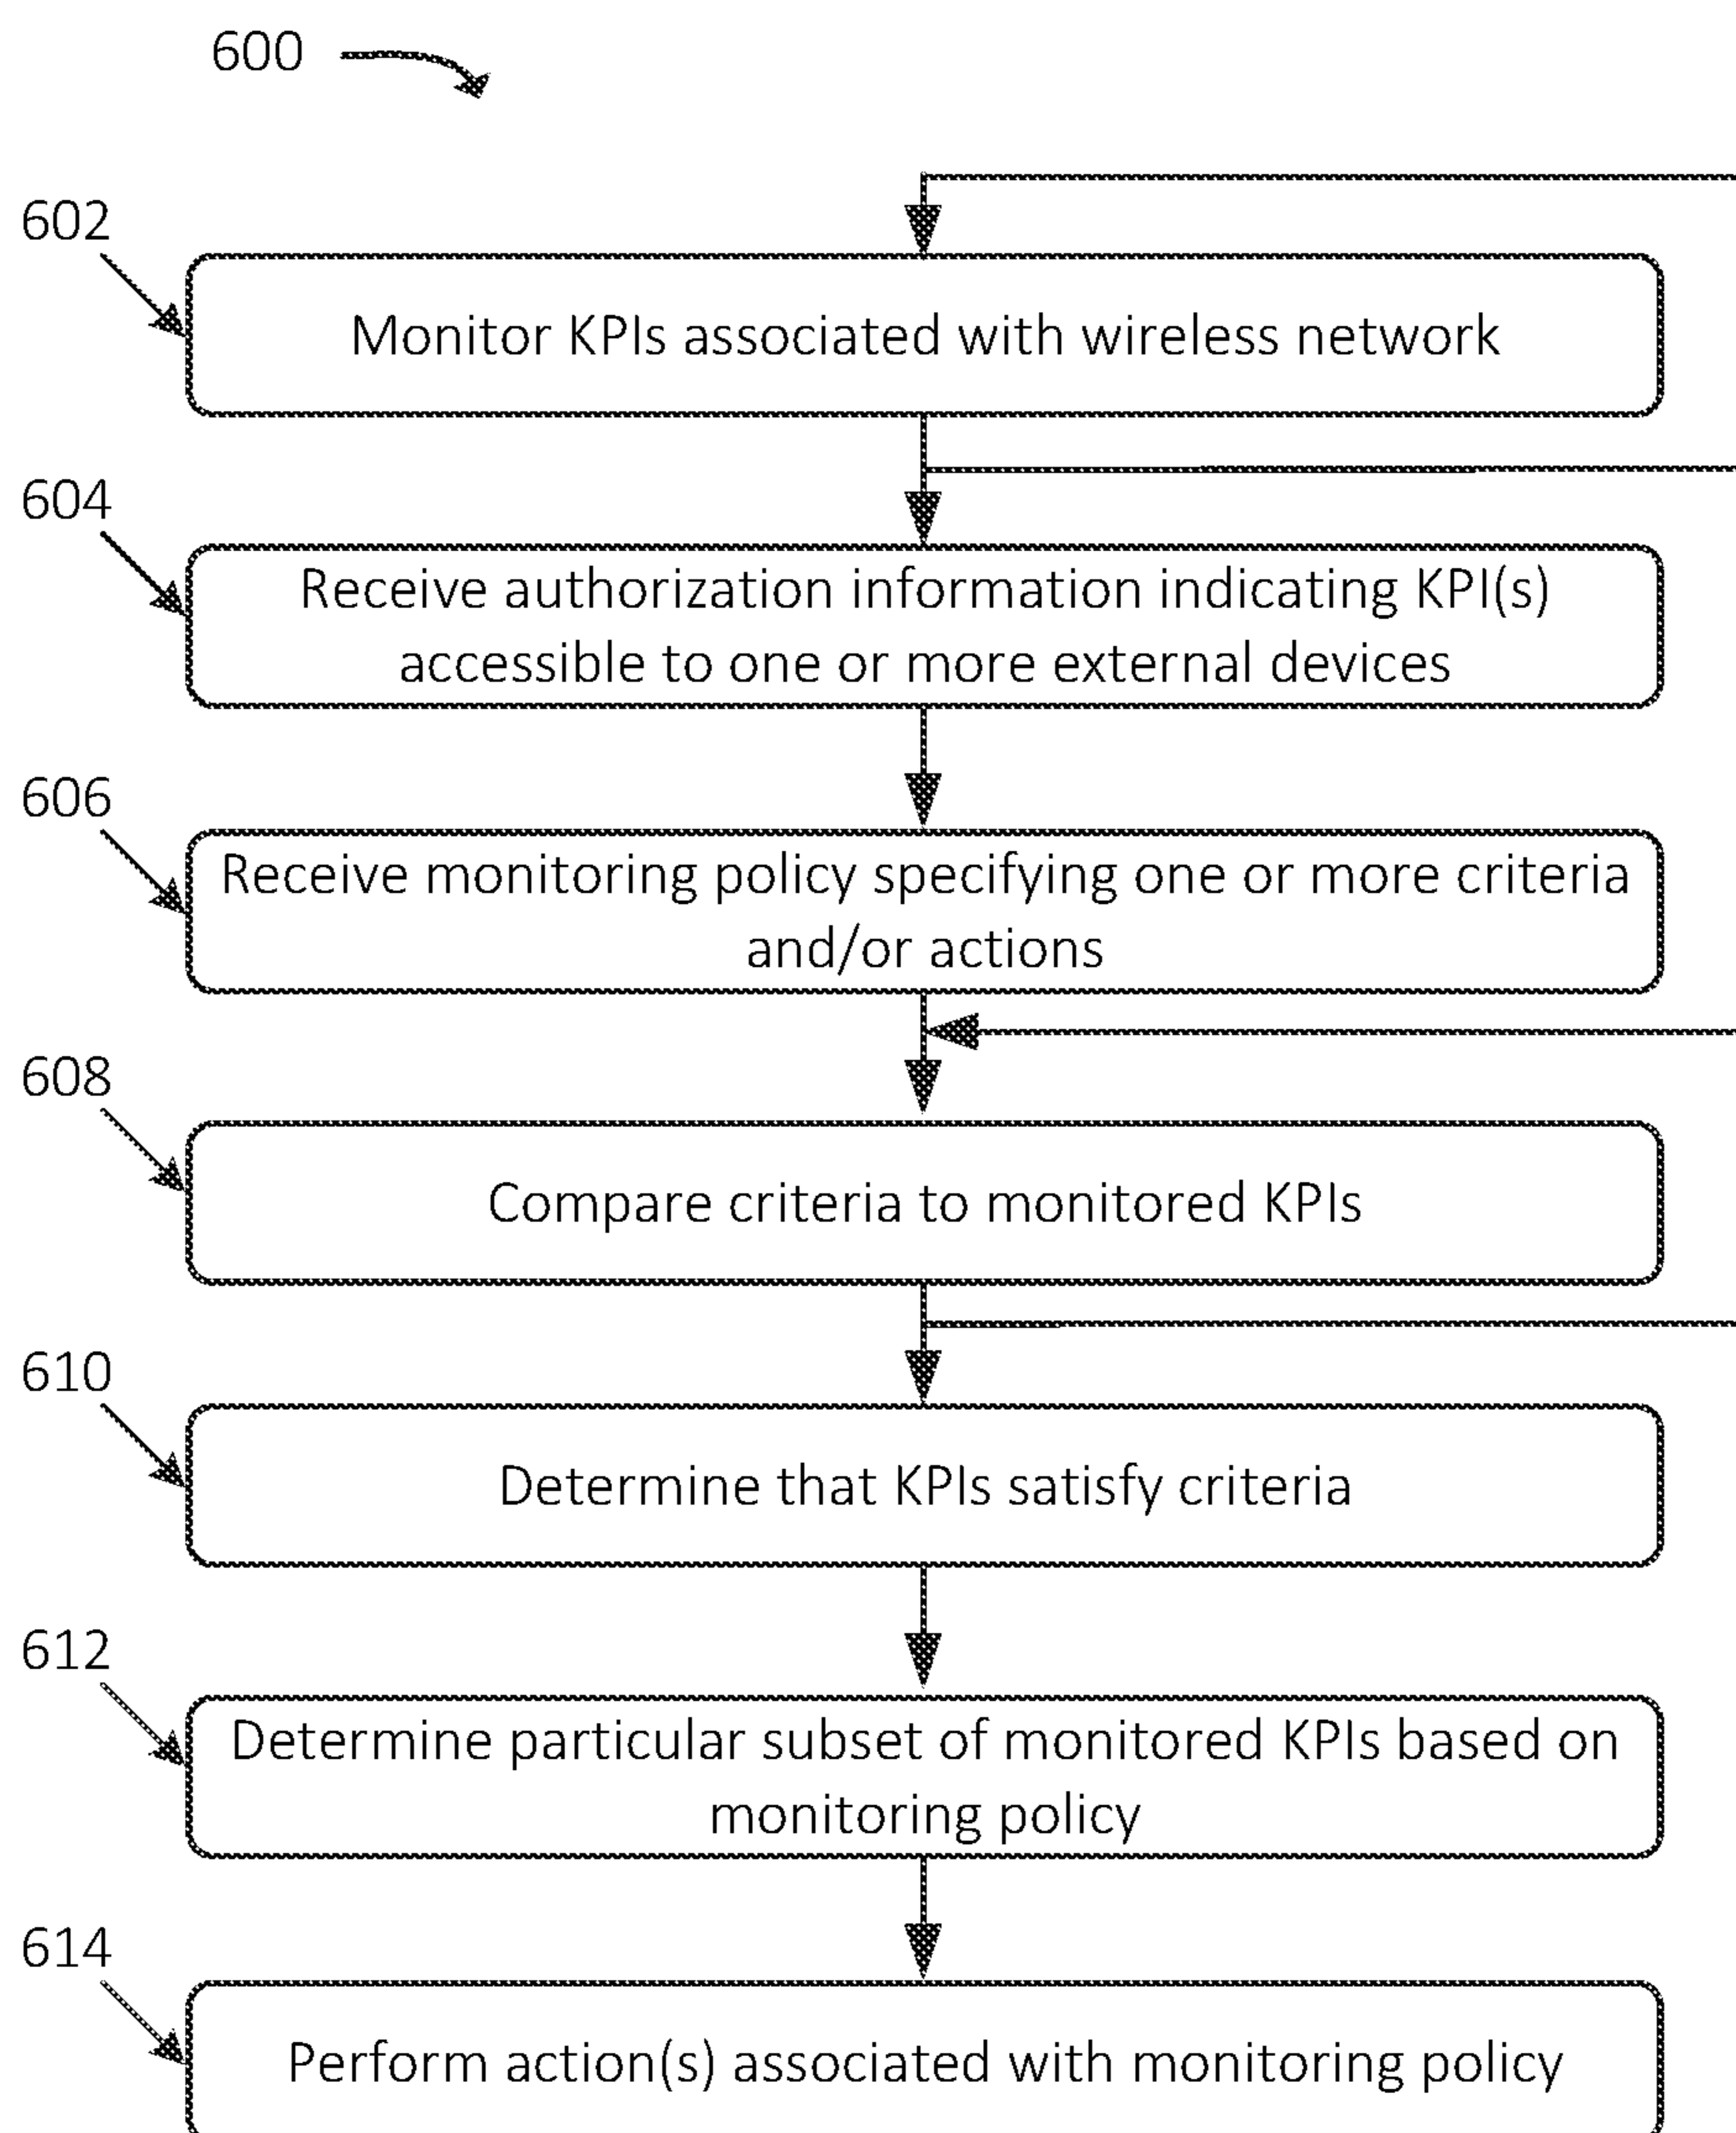 600
602
Monitor KPIs associated with wireless network
604
Receive authorization information indicating KPI(s)
accessible to one or more external devices
606
Receive monitoring policy specifying one or more criteria
and/or actions
608
Compare criteria to monitored KPIs
610
Determine that KPIs satisfy criteria
612
Determine particular subset of monitored KPIs based on
monitoring policy
614
Perform action(s) associated with monitoring policy